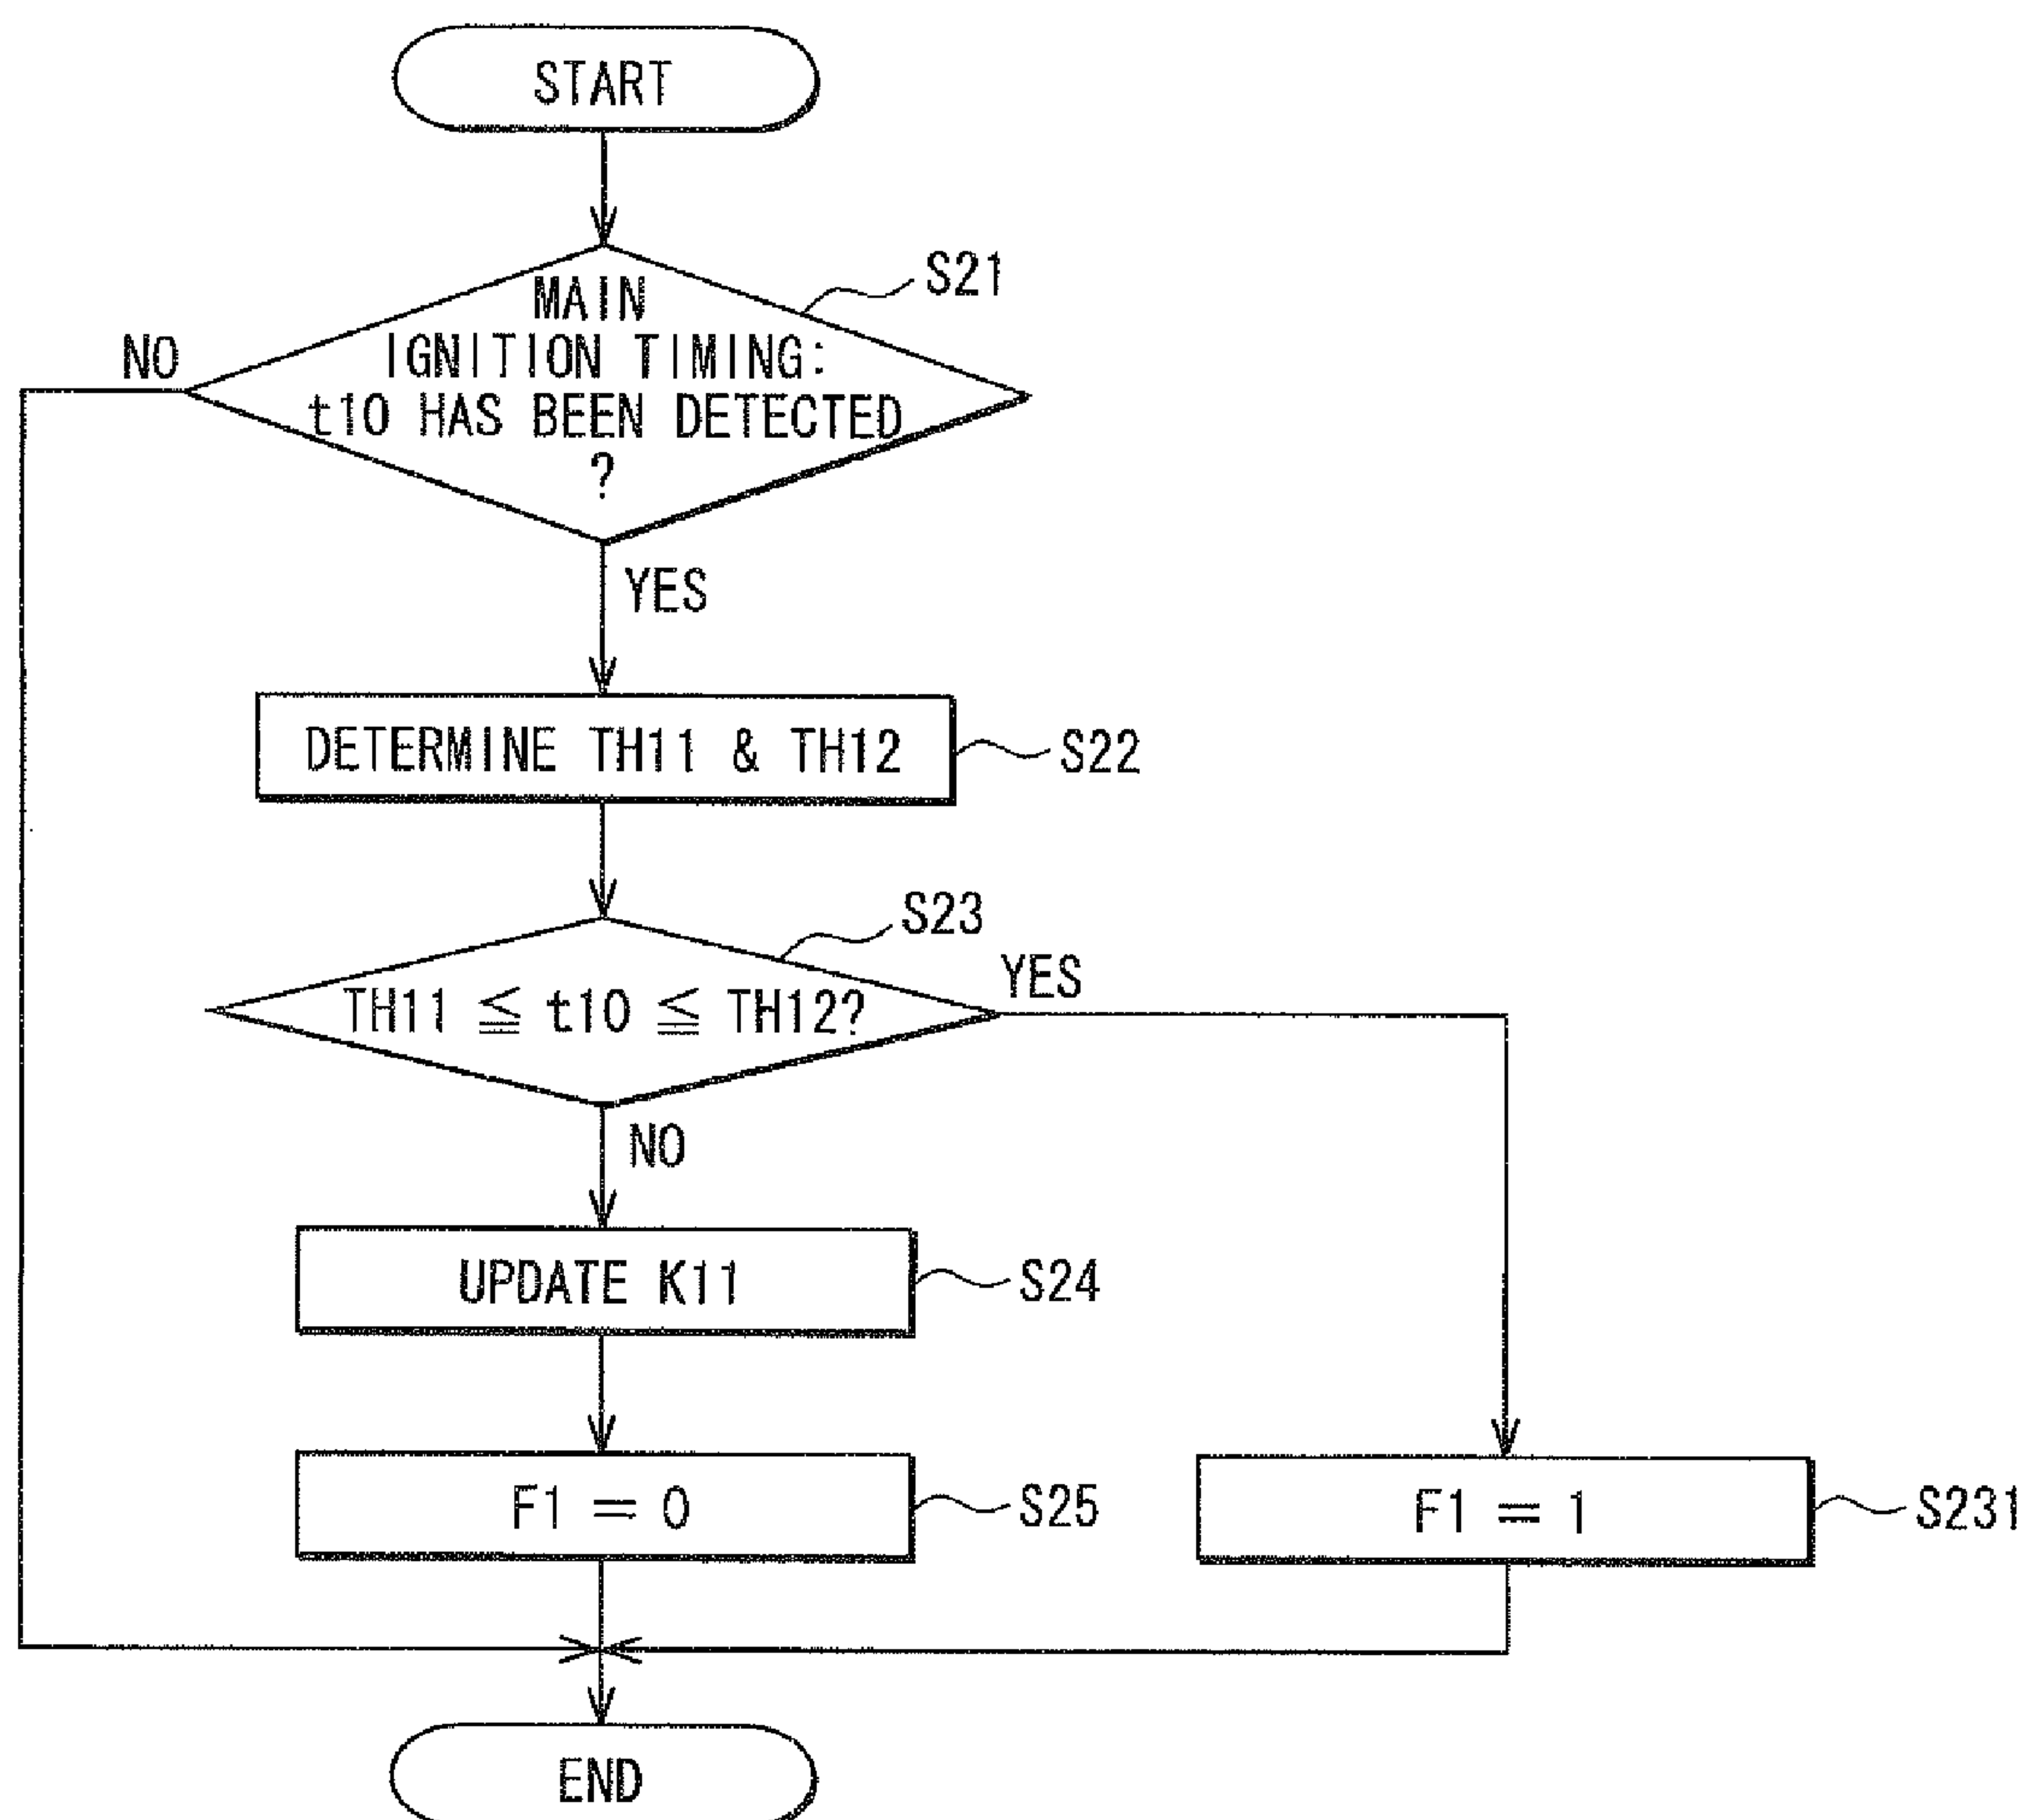 START
S21
MAIN
IGNITION TIMING:
t10 HAS BEEN DETECTED
?
NO
YES
DETERMINE TH11 & TH12
S22
S23
TH11 ≦ t10 ≦ TH12?
YES
NO
UPDATE K11
S24
F1 = 0
S25
F1 = 1
S231
END